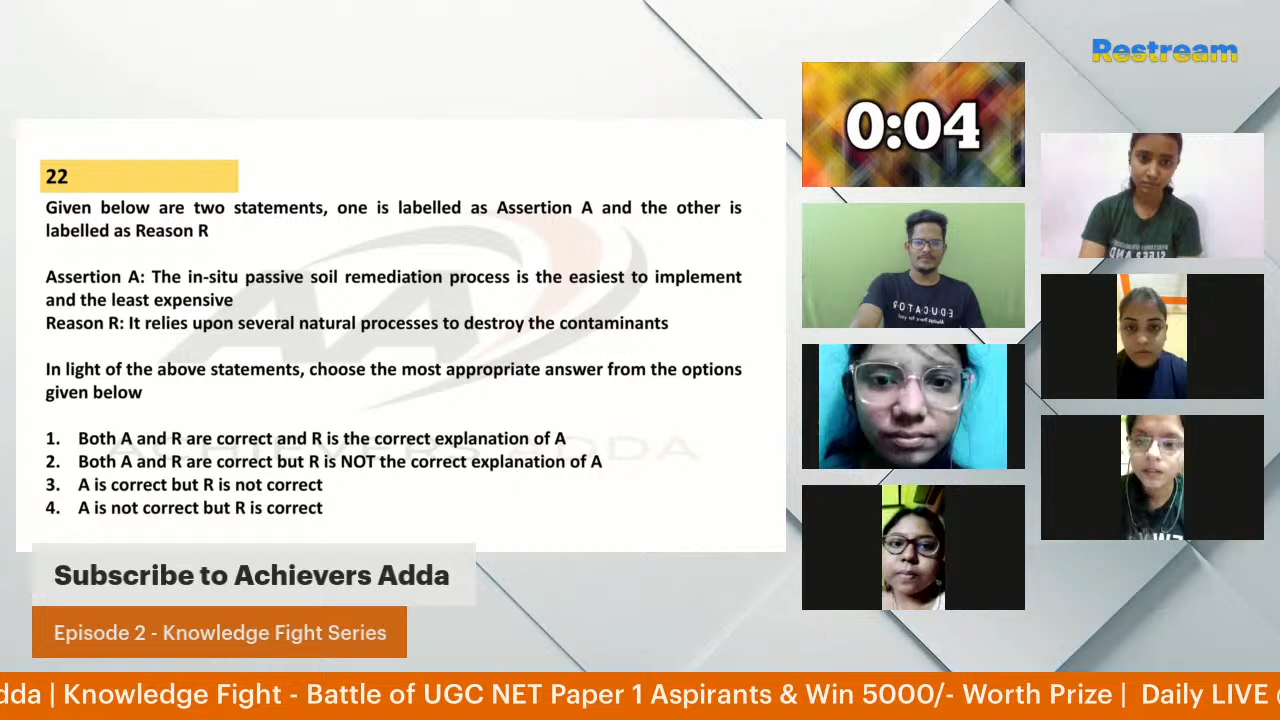 Restream
0:04
22
Given below are two statements, one is labelled as Assertion A and the other is
labelled as Reason R
Assertion A: The in-situ passive soil remediation process is the easiest to implement
and the least expensive
Reason R: It relies upon several natural processes to destroy the contaminants
In light of the above statements, choose the most appropriate answer from the options
given below
1. Both A and R are correct and R is the correct explanation of A
2. Both A and R are correct but R is NOT the correct explanation of A
3. A is correct but R is not correct
4. A is not correct but R is correct
ACHIEVERS ADDA
EDUCATOR
Subscribe to Achievers Adda
Episode 2 - Knowledge Fight Series
dda | Knowledge Fight - Battle of UGC NET Paper 1 Aspirants & Win 5000/- Worth Prize | Daily LIVE